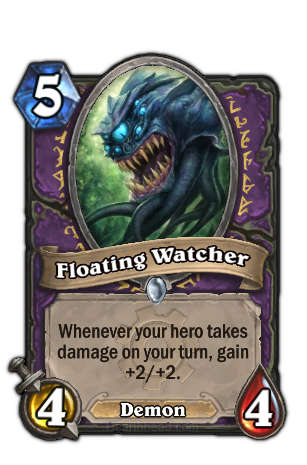 5
Floating Watcher
Whenever your hero takes
damage on your turn, gain
+2/+2.
4
Demon
4